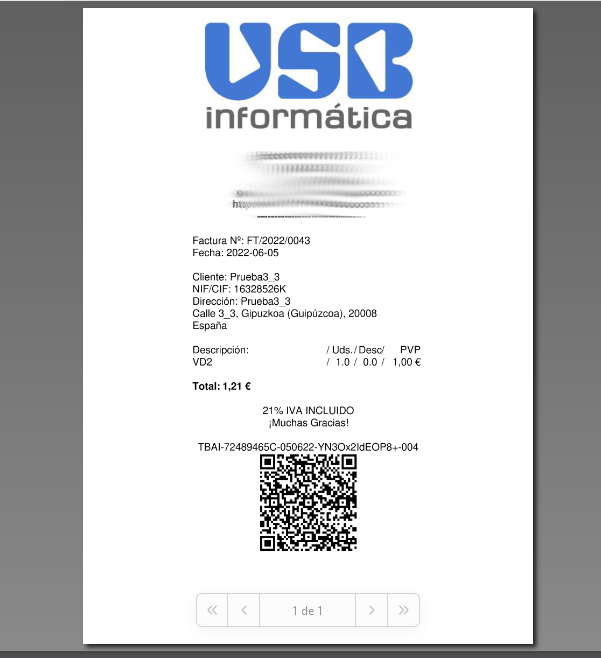 USB
informática
Factura Nº: FT/2022/0043
Fecha: 2022-06-05
Cliente: Prueba3_3
NIF/CIF: 16328526K
Dirección: Prueba3_3
Calle 3_3, Gipuzkoa (Guipúzcoa), 20008
España
Descripción: / Uds. / Desc/ PVP
VD2 / 1.0 / 0.0 / 1,00 €
Total: 1,21 €
21% IVA INCLUIDO
¡Muchas Gracias!
TBAI-72489465C-050622-YN3Ox2IdEOP8+-004
1 de 1